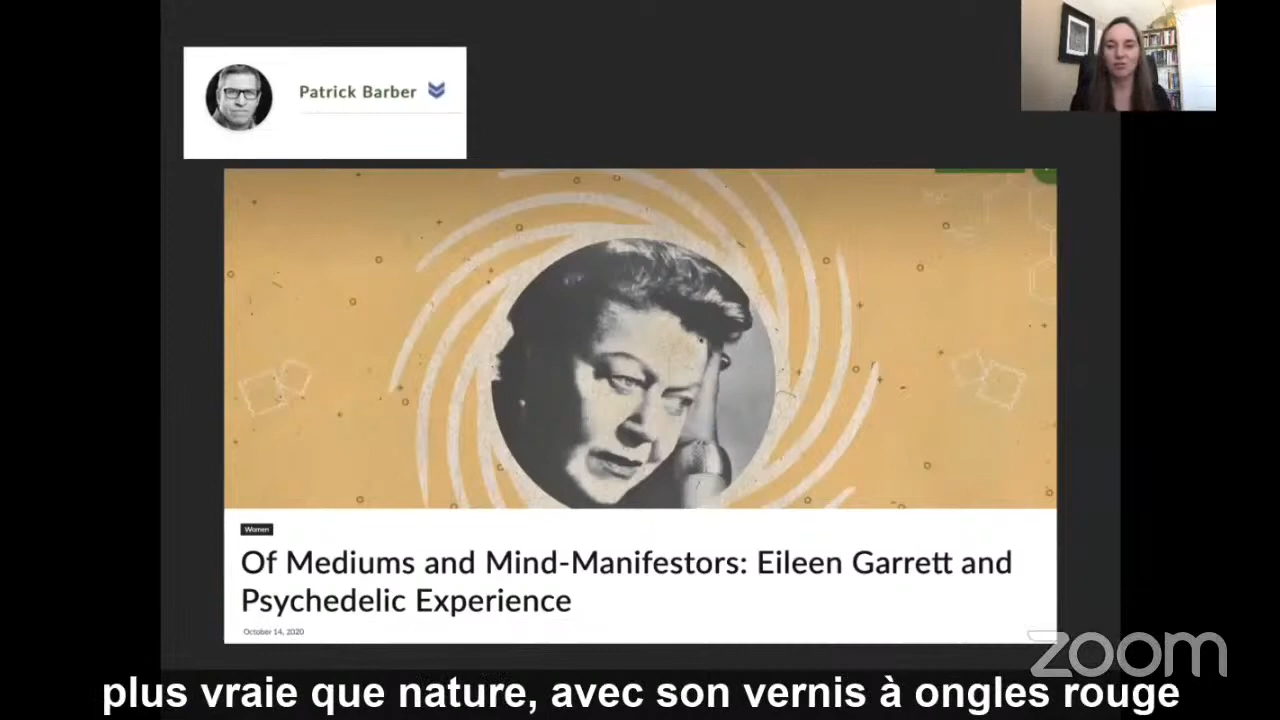 Patrick Barber
Women
Of Mediums and Mind-Manifestors: Eileen Garrett and
Psychedelic Experience
October 14, 2020
zoom
plus vraie que nature, avec son vernis à ongles rouge